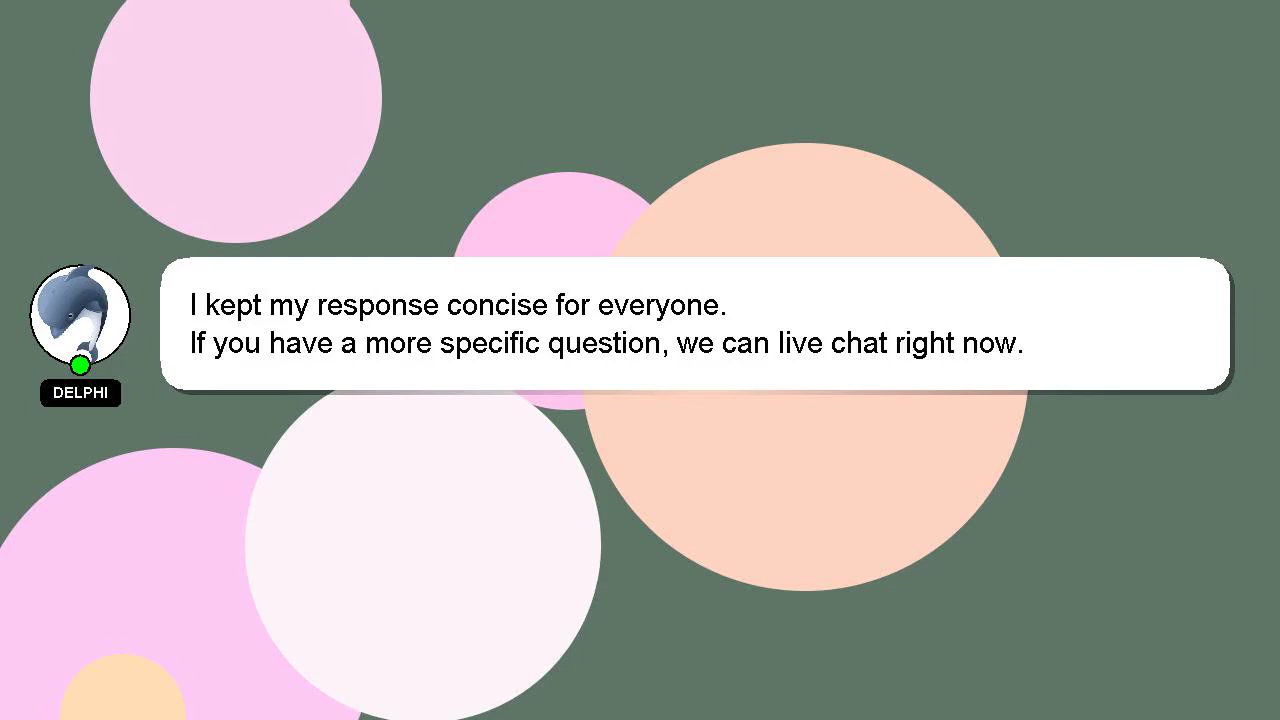 I kept my response concise for everyone.
If you have a more specific question, we can live chat right now.
DELPHI